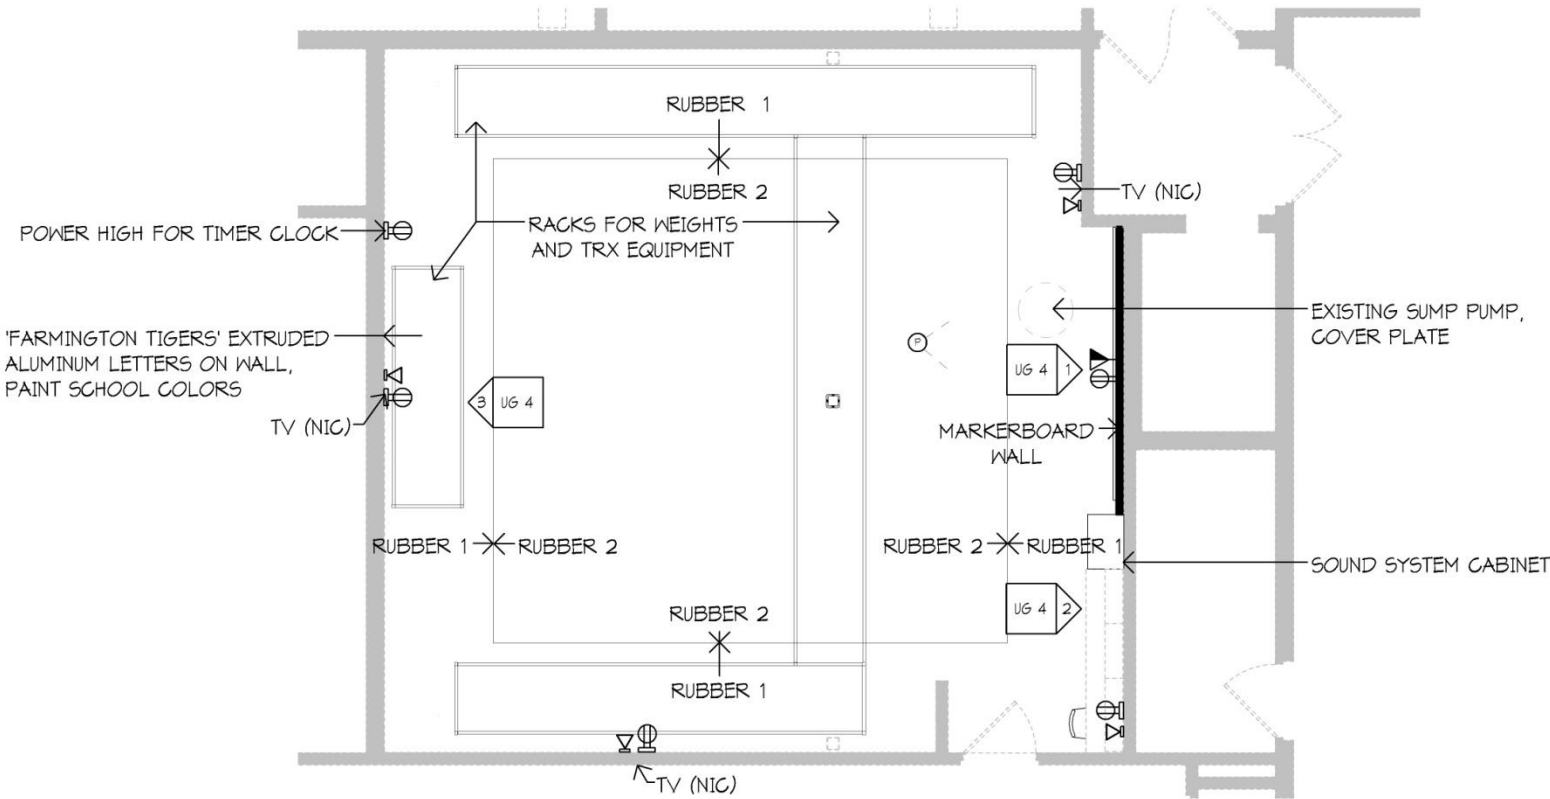 RUBBER 1
RUBBER 2
TV (NIC)
POWER HIGH FOR TIMER CLOCK
RACKS FOR WEIGHTS
AND TRX EQUIPMENT
'FARMINGTON TIGERS' EXTRUDED
ALUMINUM LETTERS ON WALL,
PAINT SCHOOL COLORS
EXISTING SUMP PUMP,
COVER PLATE
P
UG 4 1
3 UG 4
TV (NIC)
MARKERBOARD
WALL
RUBBER 1 RUBBER 2
RUBBER 2 RUBBER 1
SOUND SYSTEM CABINET
UG 4 2
RUBBER 2
RUBBER 1
TV (NIC)